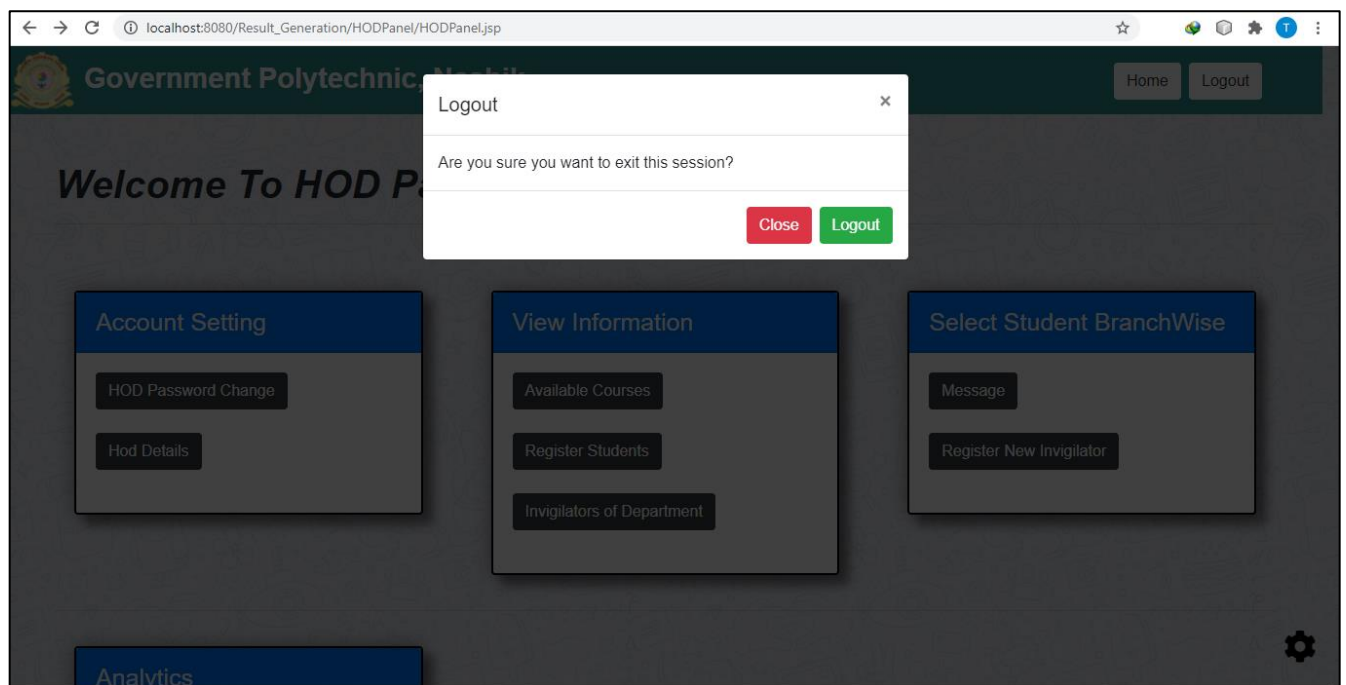 localhost:8080/Result_Generation/HODPanel/HODPanel.jsp
T
Government Polytechnic,
Home
Logout
Logout
×
Are you sure you want to exit this session?
Close
Logout
Welcome To HOD
Account Setting
HOD Password Change
Hod Details
View Information
Available Courses
Register Students
Invigilators of Department
Select Student BranchWise
Message
Register New Invigilator
Analytics